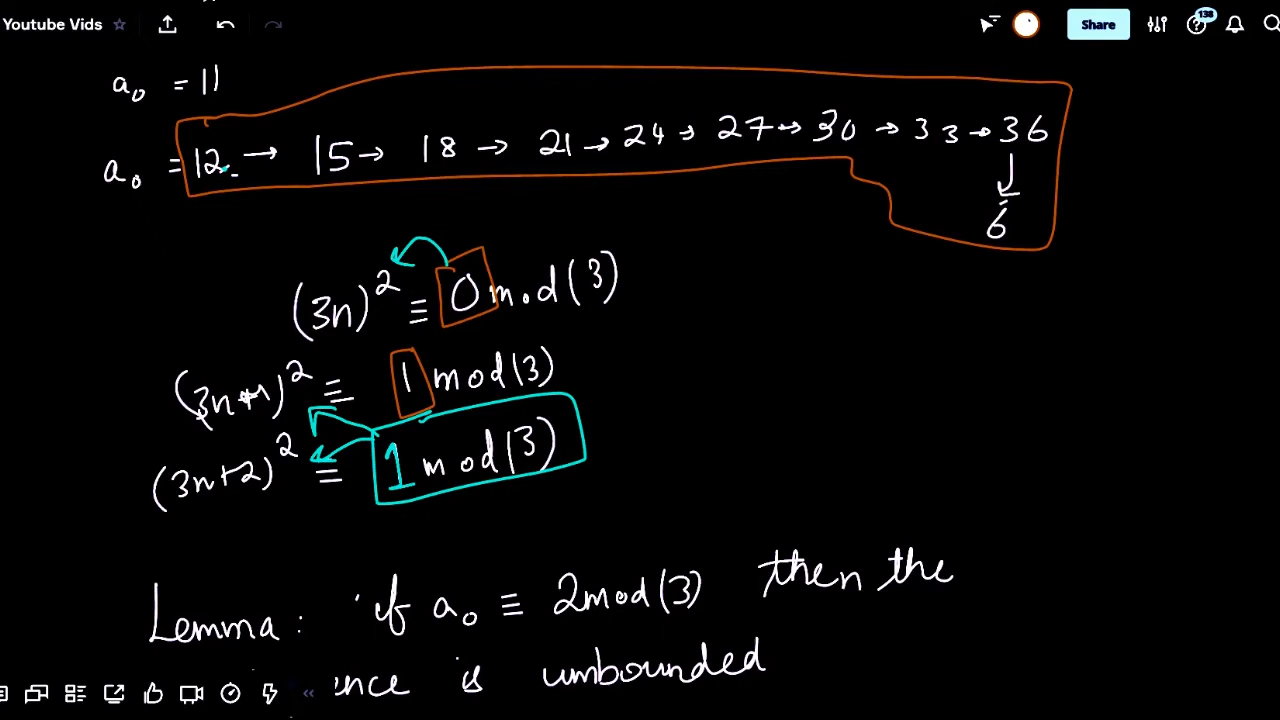 Youtube Vids
Share
138
a₀ = 11
a₀ = 12 → 15 → 18 → 21 → 24 → 27 → 30 → 33 → 36
↓
6
(3n)² ≡ 0 mod (3)
(3n+1)² ≡ 1 mod (3)
(3n+2)² ≡ 1 mod (3)
Lemma: if a₀ ≡ 2 mod (3) then the
ence is unbounded